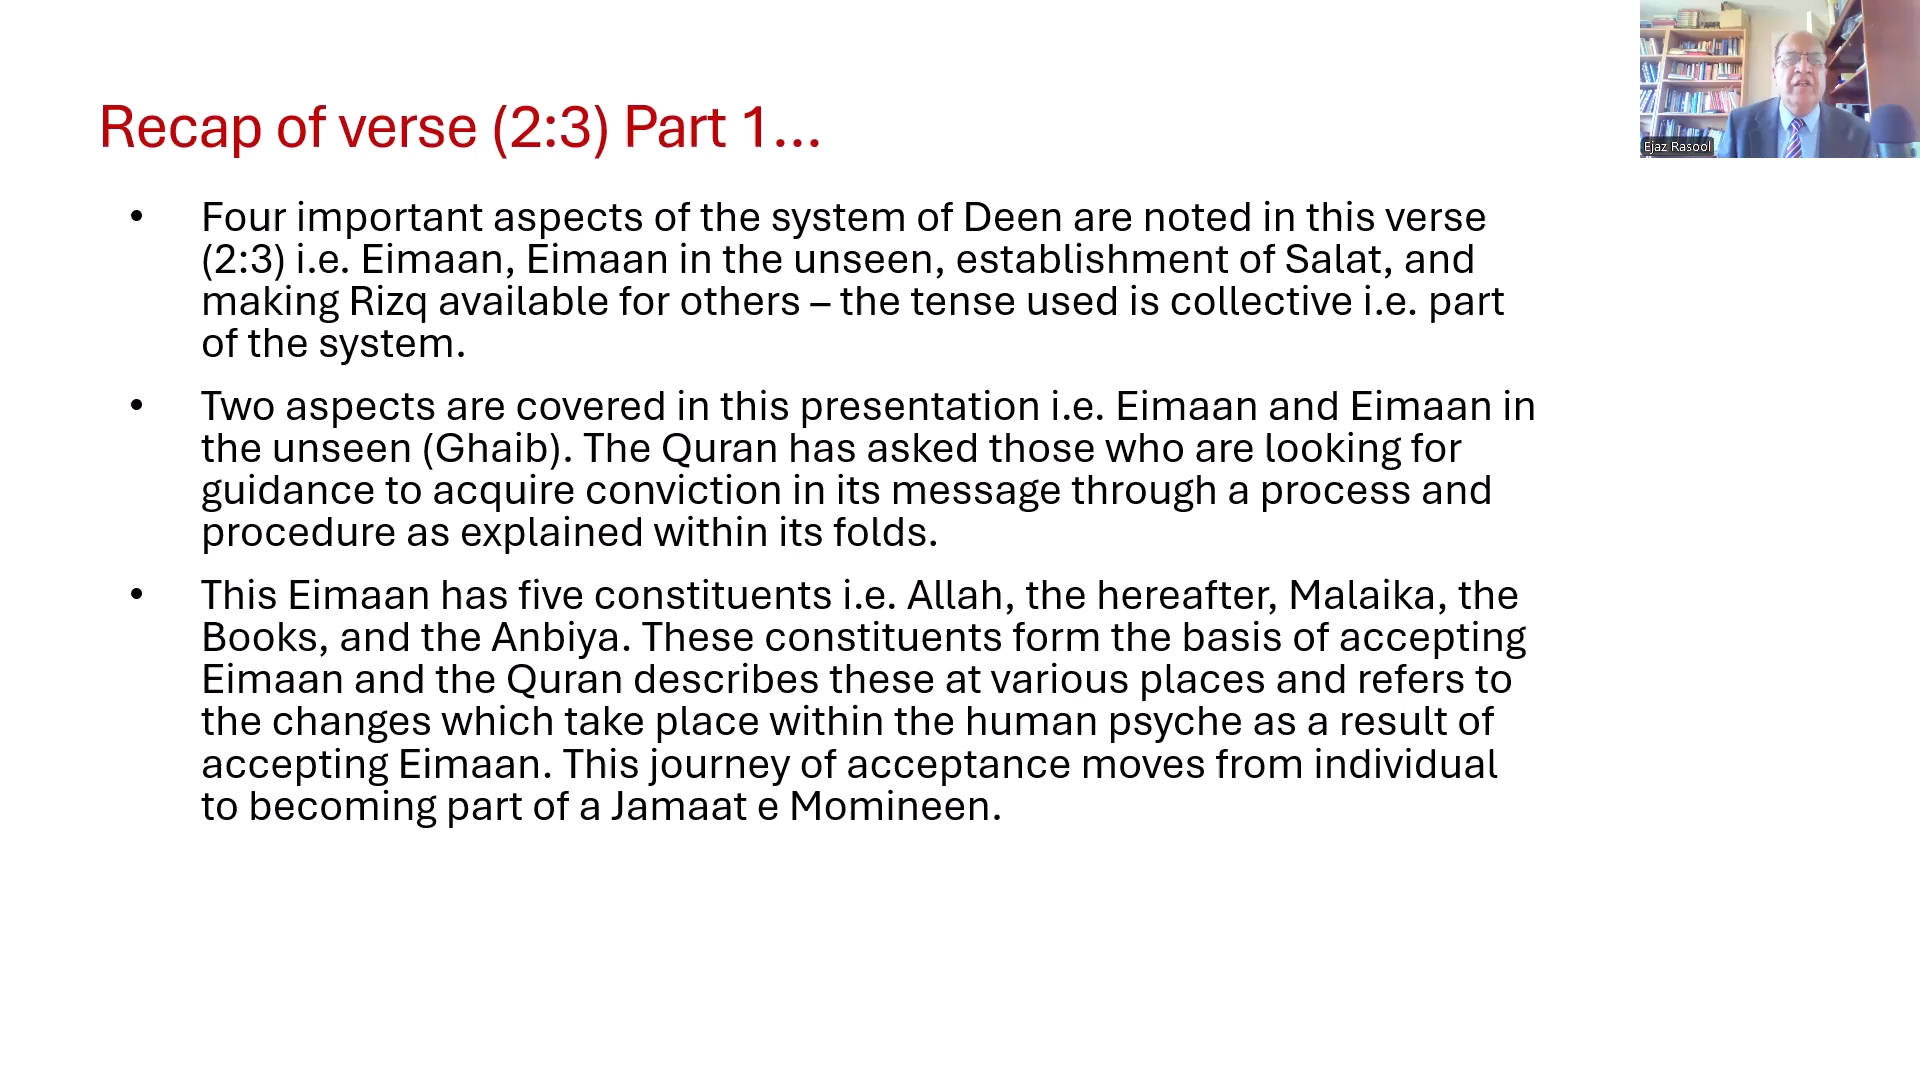 Recap of verse (2:3) Part 1...
• Four important aspects of the system of Deen are noted in this verse
(2:3) i.e. Eimaan, Eimaan in the unseen, establishment of Salat, and
making Rizq available for others – the tense used is collective i.e. part
of the system.
• Two aspects are covered in this presentation i.e. Eimaan and Eimaan in
the unseen (Ghaib). The Quran has asked those who are looking for
guidance to acquire conviction in its message through a process and
procedure as explained within its folds.
• This Eimaan has five constituents i.e. Allah, the hereafter, Malaika, the
Books, and the Anbiya. These constituents form the basis of accepting
Eimaan and the Quran describes these at various places and refers to
the changes which take place within the human psyche as a result of
accepting Eimaan. This journey of acceptance moves from individual
to becoming part of a Jamaat e Momineen.
Ejaz Rasool